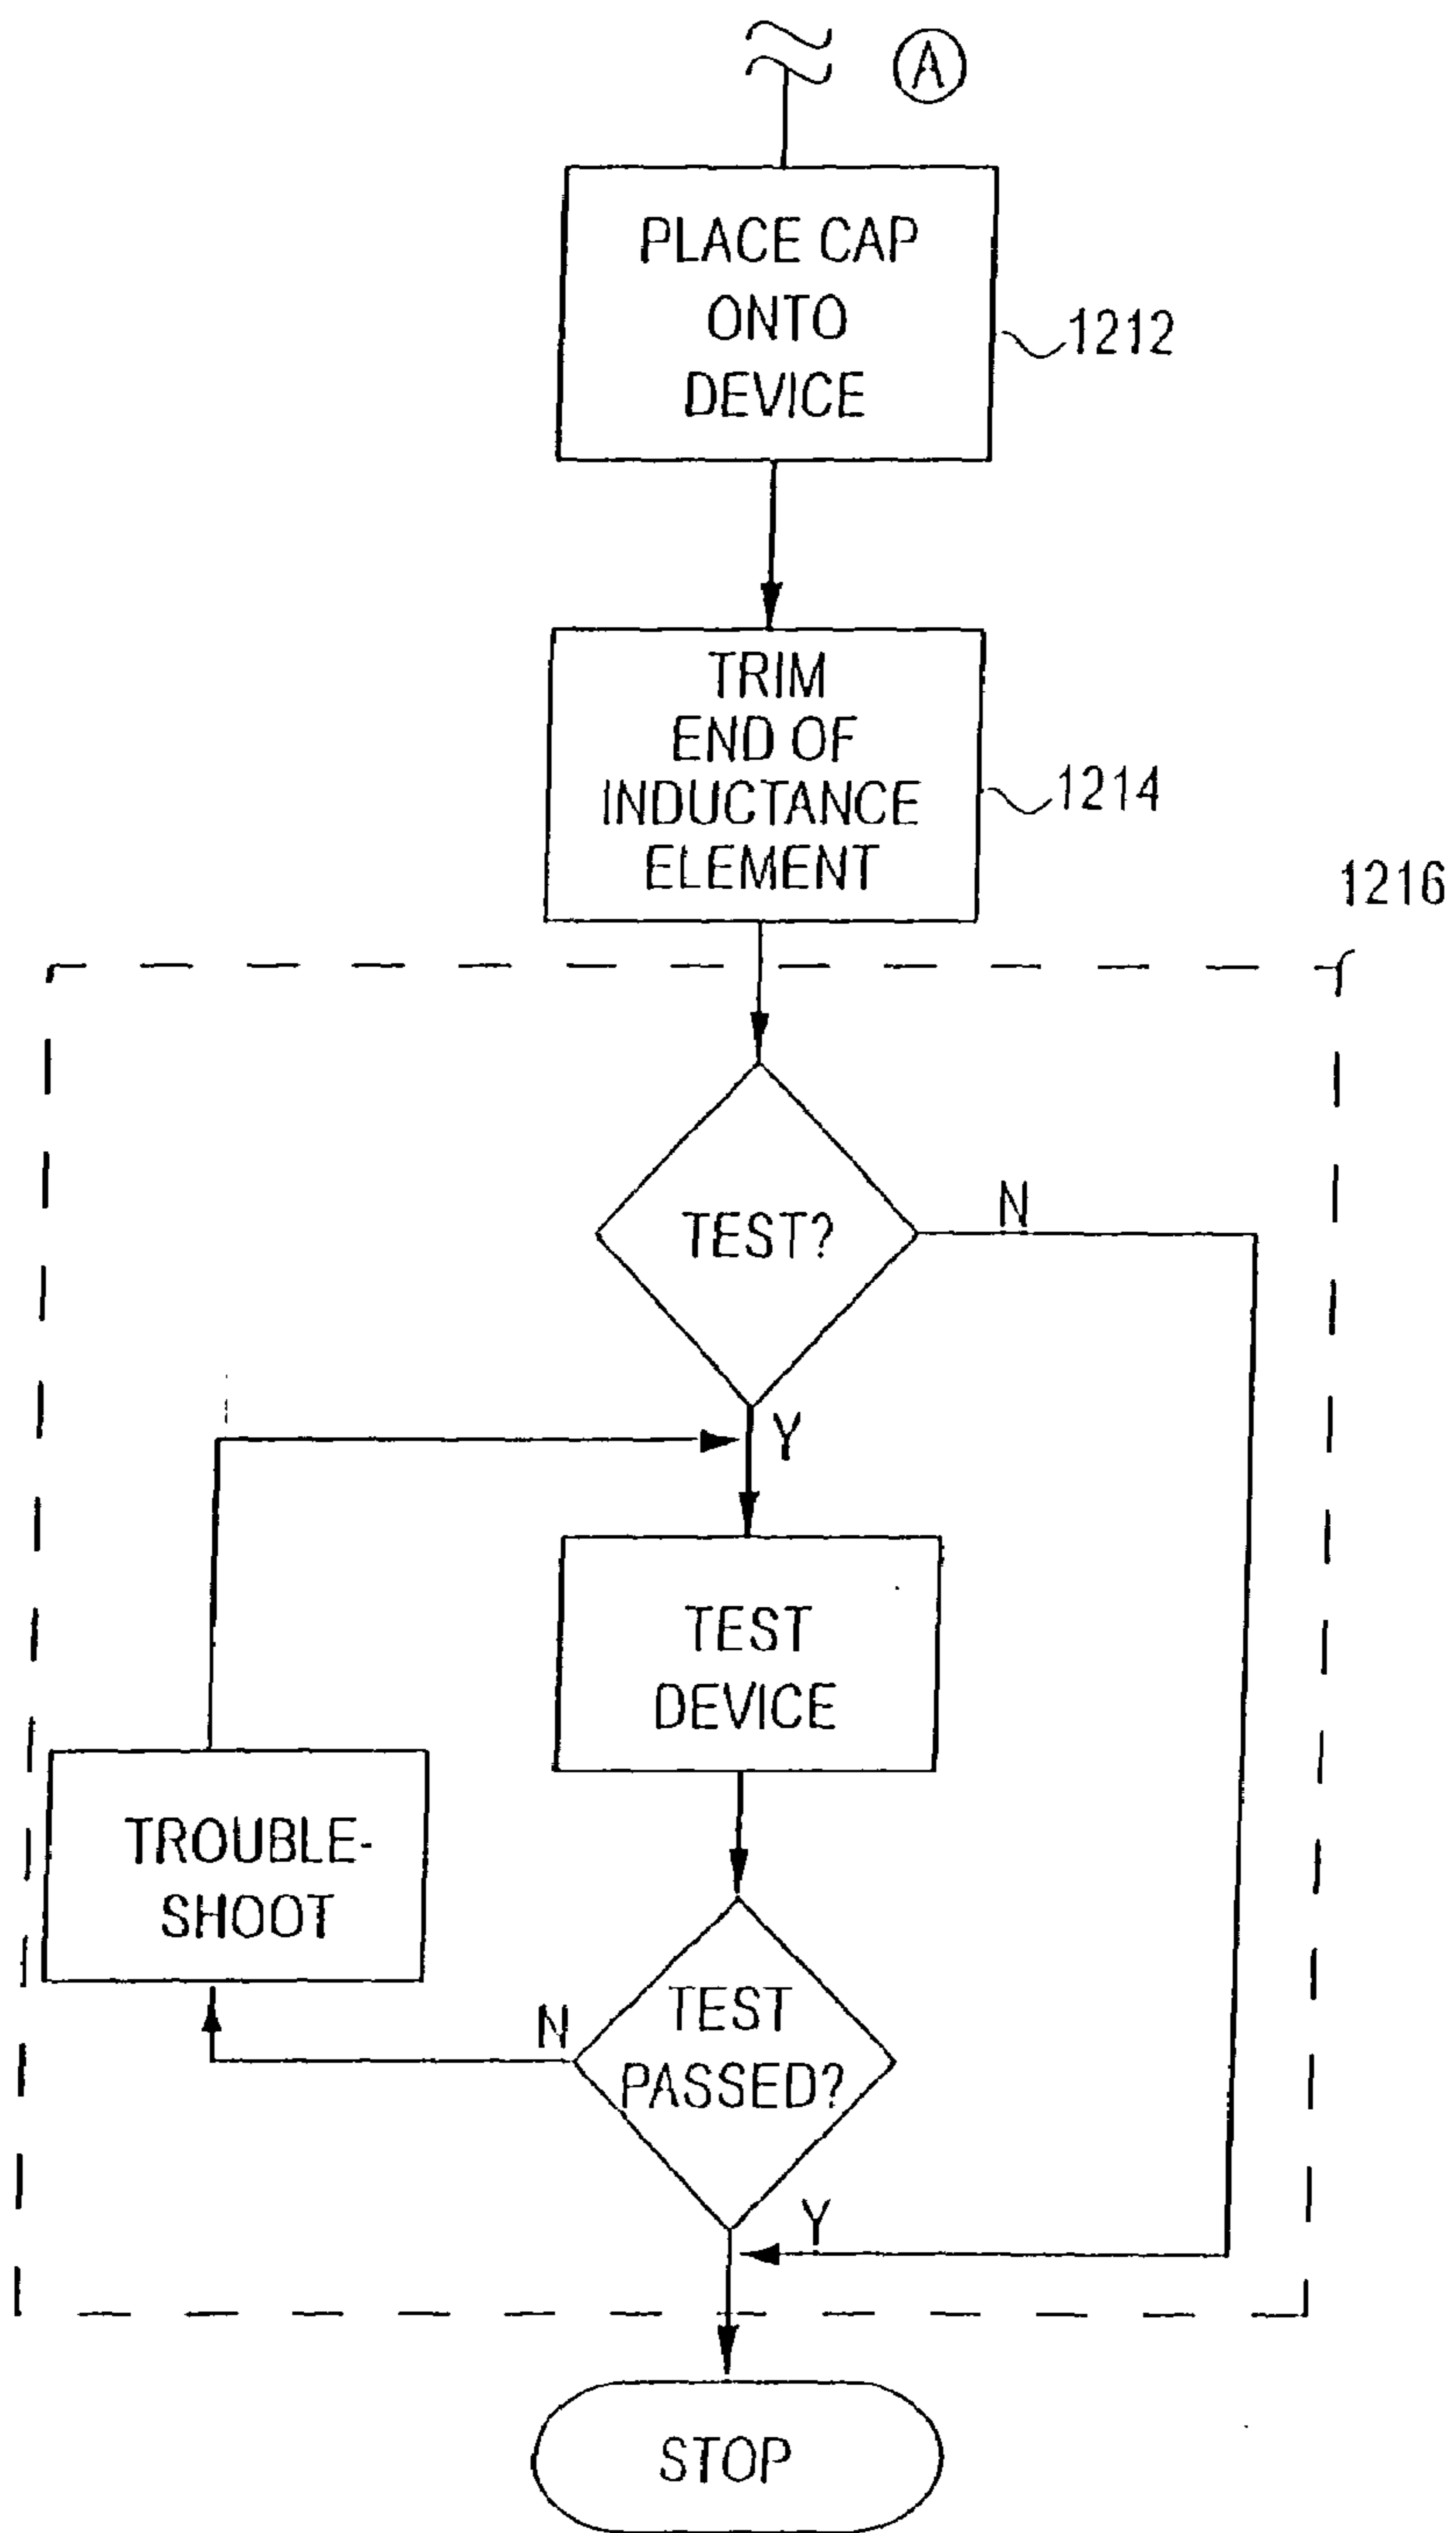 A
PLACE CAP
ONTO
DEVICE
1212
TRIM
END OF
INDUCTANCE
ELEMENT
1214
1216
TEST?
N
Y
TEST
DEVICE
TROUBLE-
SHOOT
N
TEST
PASSED?
Y
STOP